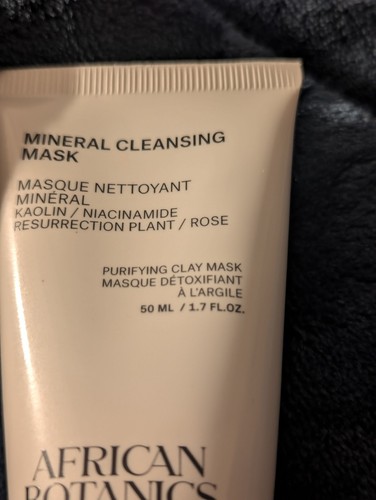 MINERAL CLEANSING
MASK
MASQUE NETTOYANT
MINÉRAL
KAOLIN / NIACINAMIDE
RESURRECTION PLANT / ROSE
PURIFYING CLAY MASK
MASQUE DÉTOXIFIANT
À L'ARGILE
50 ML / 1.7 FL.OZ.
AFRICAN
BOTANICS